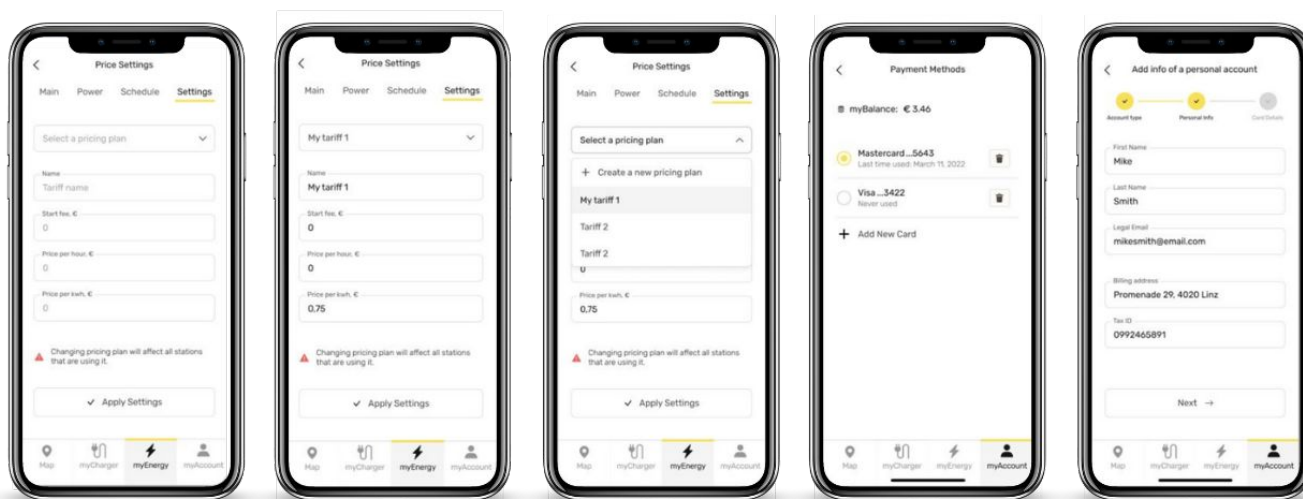 Price Settings
Main Power Schedule Settings
Select a pricing plan
Name
Tariff name
Start fee, €
0
Price per hour, €
0
Price per kwh, €
0
Changing pricing plan will affect all stations
that are using it.
Apply Settings
Map myCharger myEnergy myAccount
Price Settings
Main Power Schedule Settings
My tariff 1
Name
My tariff 1
Start fee, €
0
Price per hour, €
0
Price per kwh, €
0,75
Changing pricing plan will affect all stations
that are using it.
Apply Settings
Map myCharger myEnergy myAccount
Price Settings
Main Power Schedule Settings
Select a pricing plan
+ Create a new pricing plan
My tariff 1
Tariff 2
Tariff 2
0
Price per kwh, €
0,75
Changing pricing plan will affect all stations
that are using it.
Apply Settings
Map myCharger myEnergy myAccount
Payment Methods
myBalance: € 3.46
Mastercard ...5643
Last time used: March 11, 2022
Visa ...3422
Never used
+ Add New Card
Map myCharger myEnergy myAccount
Add info of a personal account
Account type Personal Info Card Details
First Name
Mike
Last Name
Smith
Legal Email
mikesmith@email.com
Billing address
Promenade 29, 4020 Linz
Tax ID
0992465891
Next →
Map myCharger myEnergy myAccount